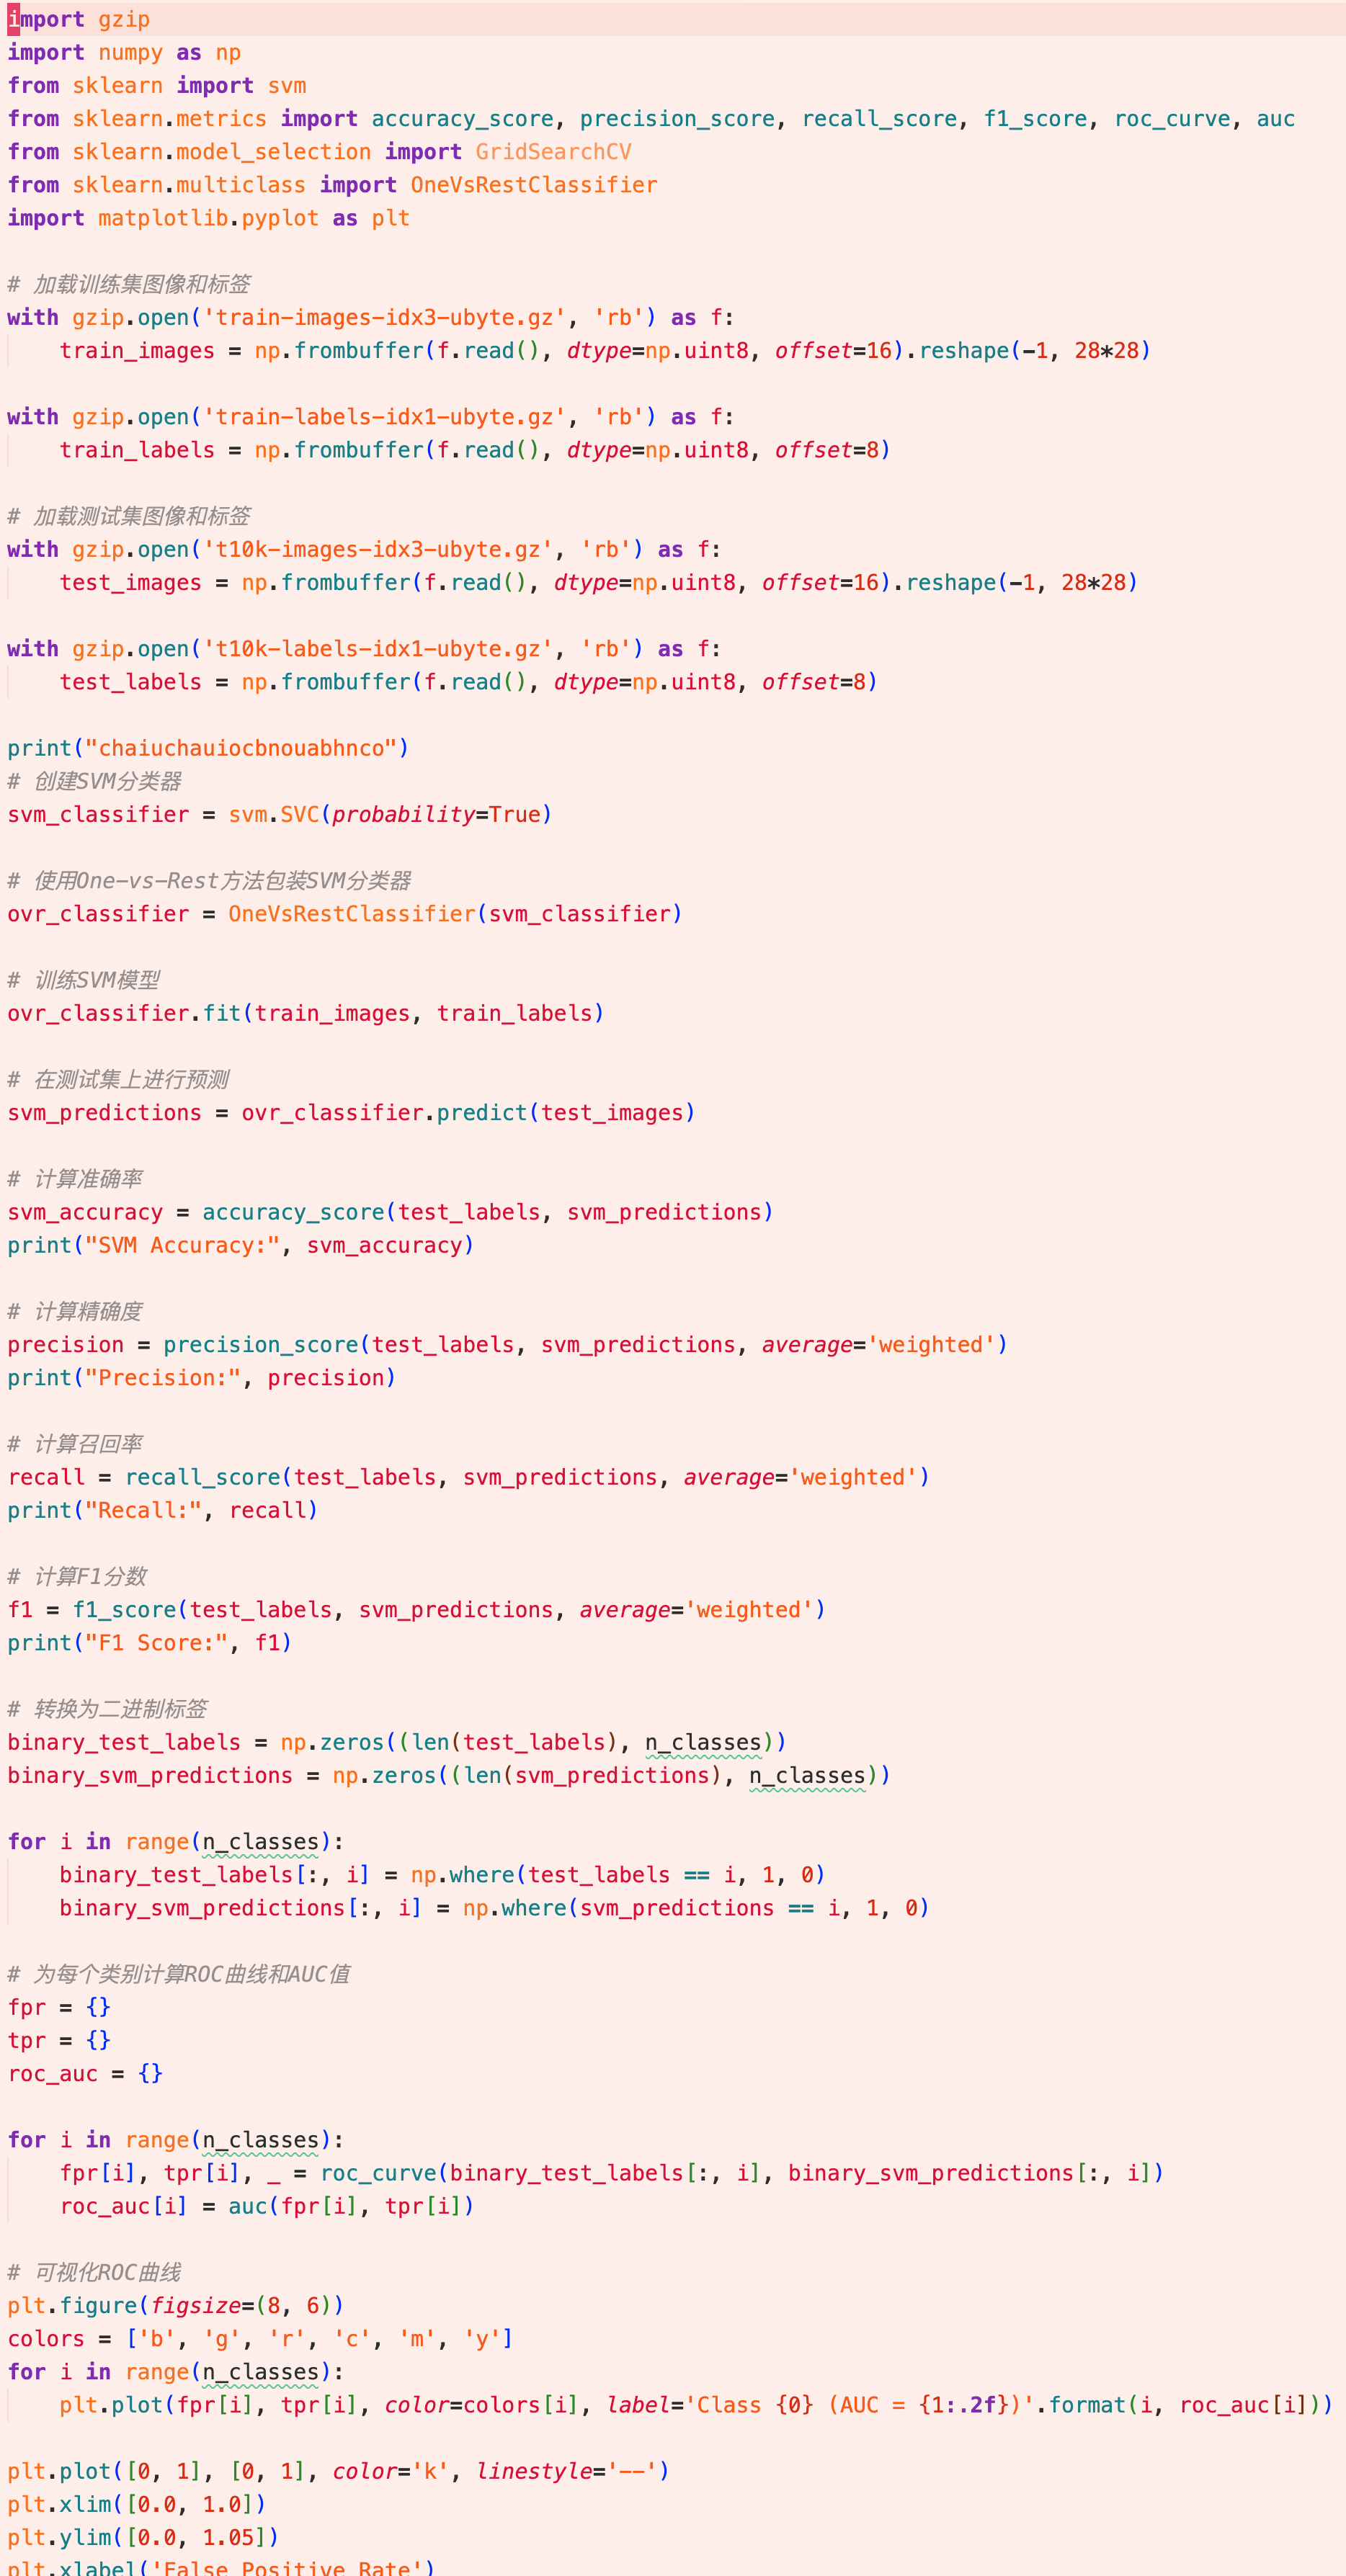 import gzip
import numpy as np
from sklearn import svm
from sklearn.metrics import accuracy_score, precision_score, recall_score, f1_score, roc_curve, auc
from sklearn.model_selection import GridSearchCV
from sklearn.multiclass import OneVsRestClassifier
import matplotlib.pyplot as plt

# 加载训练集图像和标签
with gzip.open('train-images-idx3-ubyte.gz', 'rb') as f:
    train_images = np.frombuffer(f.read(), dtype=np.uint8, offset=16).reshape(-1, 28*28)

with gzip.open('train-labels-idx1-ubyte.gz', 'rb') as f:
    train_labels = np.frombuffer(f.read(), dtype=np.uint8, offset=8)

# 加载测试集图像和标签
with gzip.open('t10k-images-idx3-ubyte.gz', 'rb') as f:
    test_images = np.frombuffer(f.read(), dtype=np.uint8, offset=16).reshape(-1, 28*28)

with gzip.open('t10k-labels-idx1-ubyte.gz', 'rb') as f:
    test_labels = np.frombuffer(f.read(), dtype=np.uint8, offset=8)

print("chaiuchauiocbnouabhnco")
# 创建SVM分类器
svm_classifier = svm.SVC(probability=True)

# 使用One-vs-Rest方法包装SVM分类器
ovr_classifier = OneVsRestClassifier(svm_classifier)

# 训练SVM模型
ovr_classifier.fit(train_images, train_labels)

# 在测试集上进行预测
svm_predictions = ovr_classifier.predict(test_images)

# 计算准确率
svm_accuracy = accuracy_score(test_labels, svm_predictions)
print("SVM Accuracy:", svm_accuracy)

# 计算精确度
precision = precision_score(test_labels, svm_predictions, average='weighted')
print("Precision:", precision)

# 计算召回率
recall = recall_score(test_labels, svm_predictions, average='weighted')
print("Recall:", recall)

# 计算F1分数
f1 = f1_score(test_labels, svm_predictions, average='weighted')
print("F1 Score:", f1)

# 转换为二进制标签
binary_test_labels = np.zeros((len(test_labels), n_classes))
binary_svm_predictions = np.zeros((len(svm_predictions), n_classes))

for i in range(n_classes):
    binary_test_labels[:, i] = np.where(test_labels == i, 1, 0)
    binary_svm_predictions[:, i] = np.where(svm_predictions == i, 1, 0)

# 为每个类别计算ROC曲线和AUC值
fpr = {}
tpr = {}
roc_auc = {}

for i in range(n_classes):
    fpr[i], tpr[i], _ = roc_curve(binary_test_labels[:, i], binary_svm_predictions[:, i])
    roc_auc[i] = auc(fpr[i], tpr[i])

# 可视化ROC曲线
plt.figure(figsize=(8, 6))
colors = ['b', 'g', 'r', 'c', 'm', 'y']
for i in range(n_classes):
    plt.plot(fpr[i], tpr[i], color=colors[i], label='Class {0} (AUC = {1:.2f})'.format(i, roc_auc[i]))

plt.plot([0, 1], [0, 1], color='k', linestyle='--')
plt.xlim([0.0, 1.0])
plt.ylim([0.0, 1.05])
plt.xlabel('False Positive Rate')